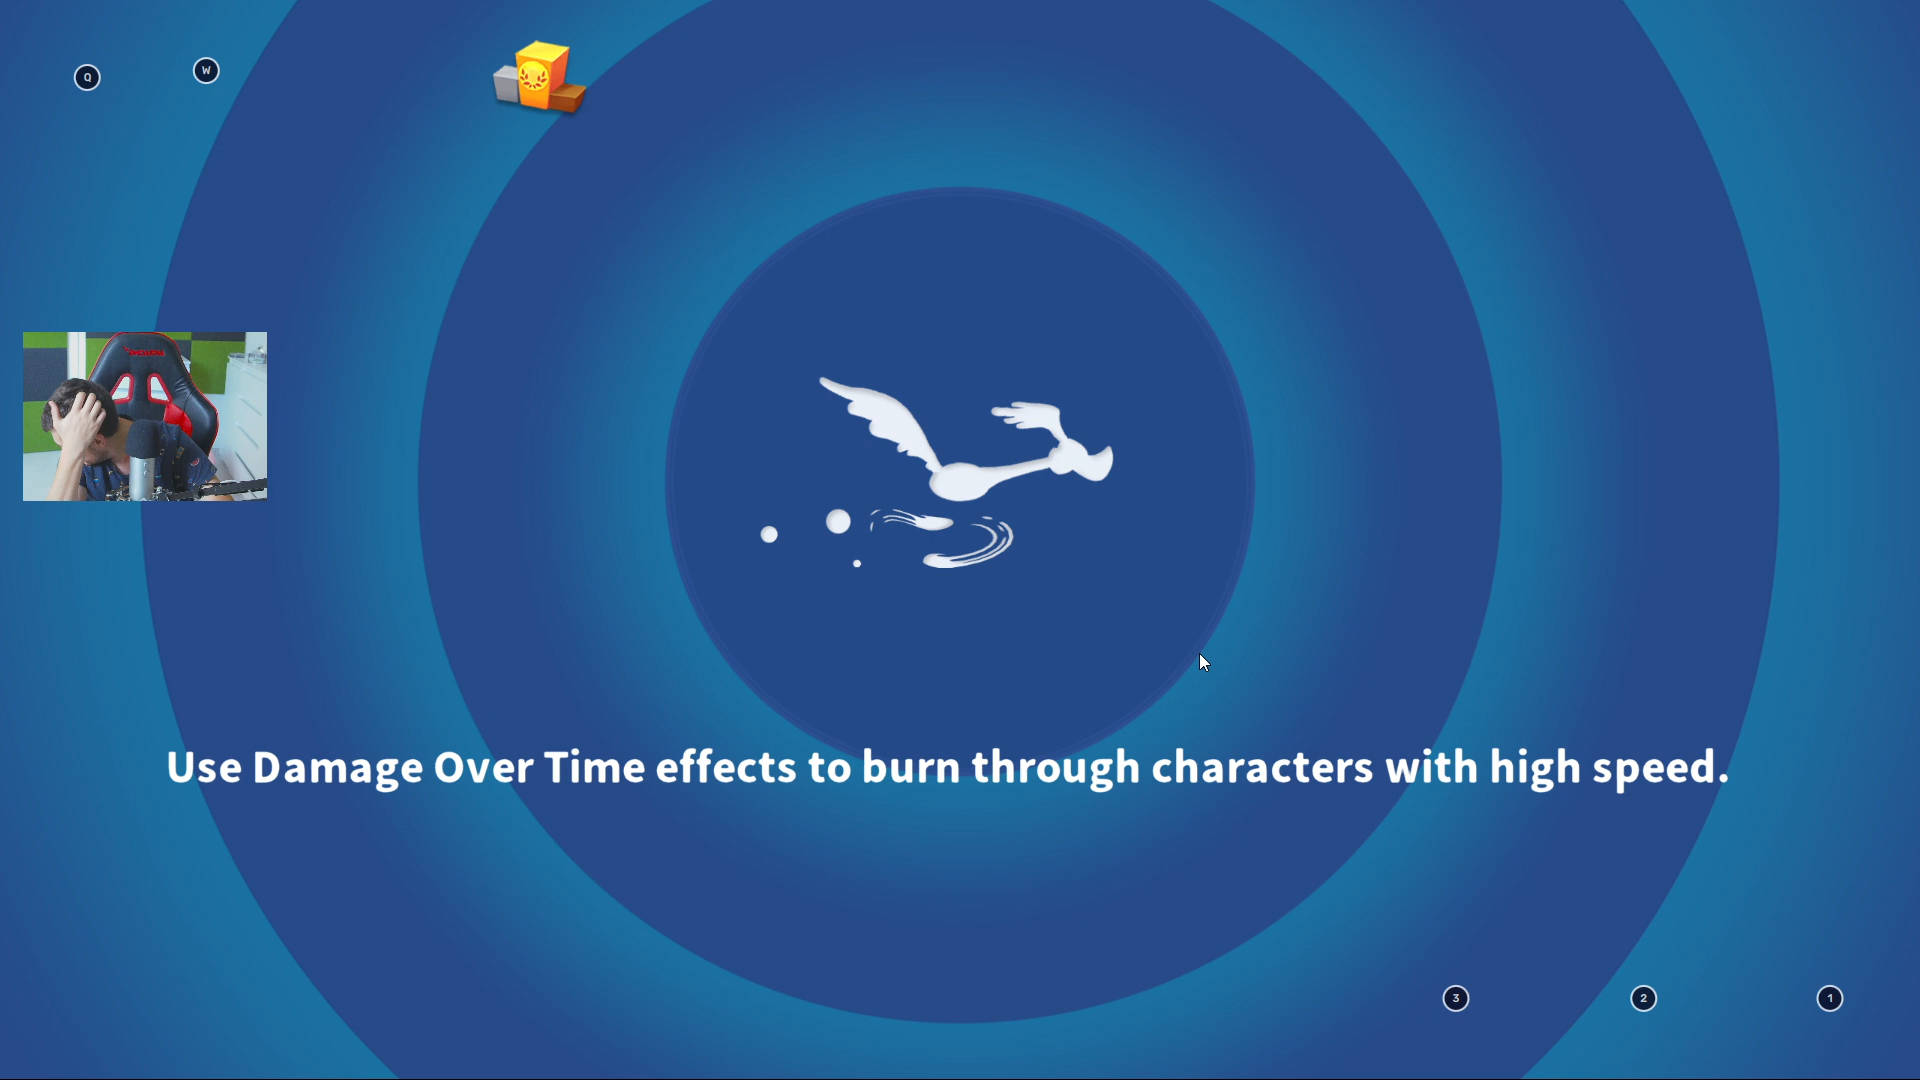 Q
W
Use Damage Over Time effects to burn through characters with high speed.
3
2
1